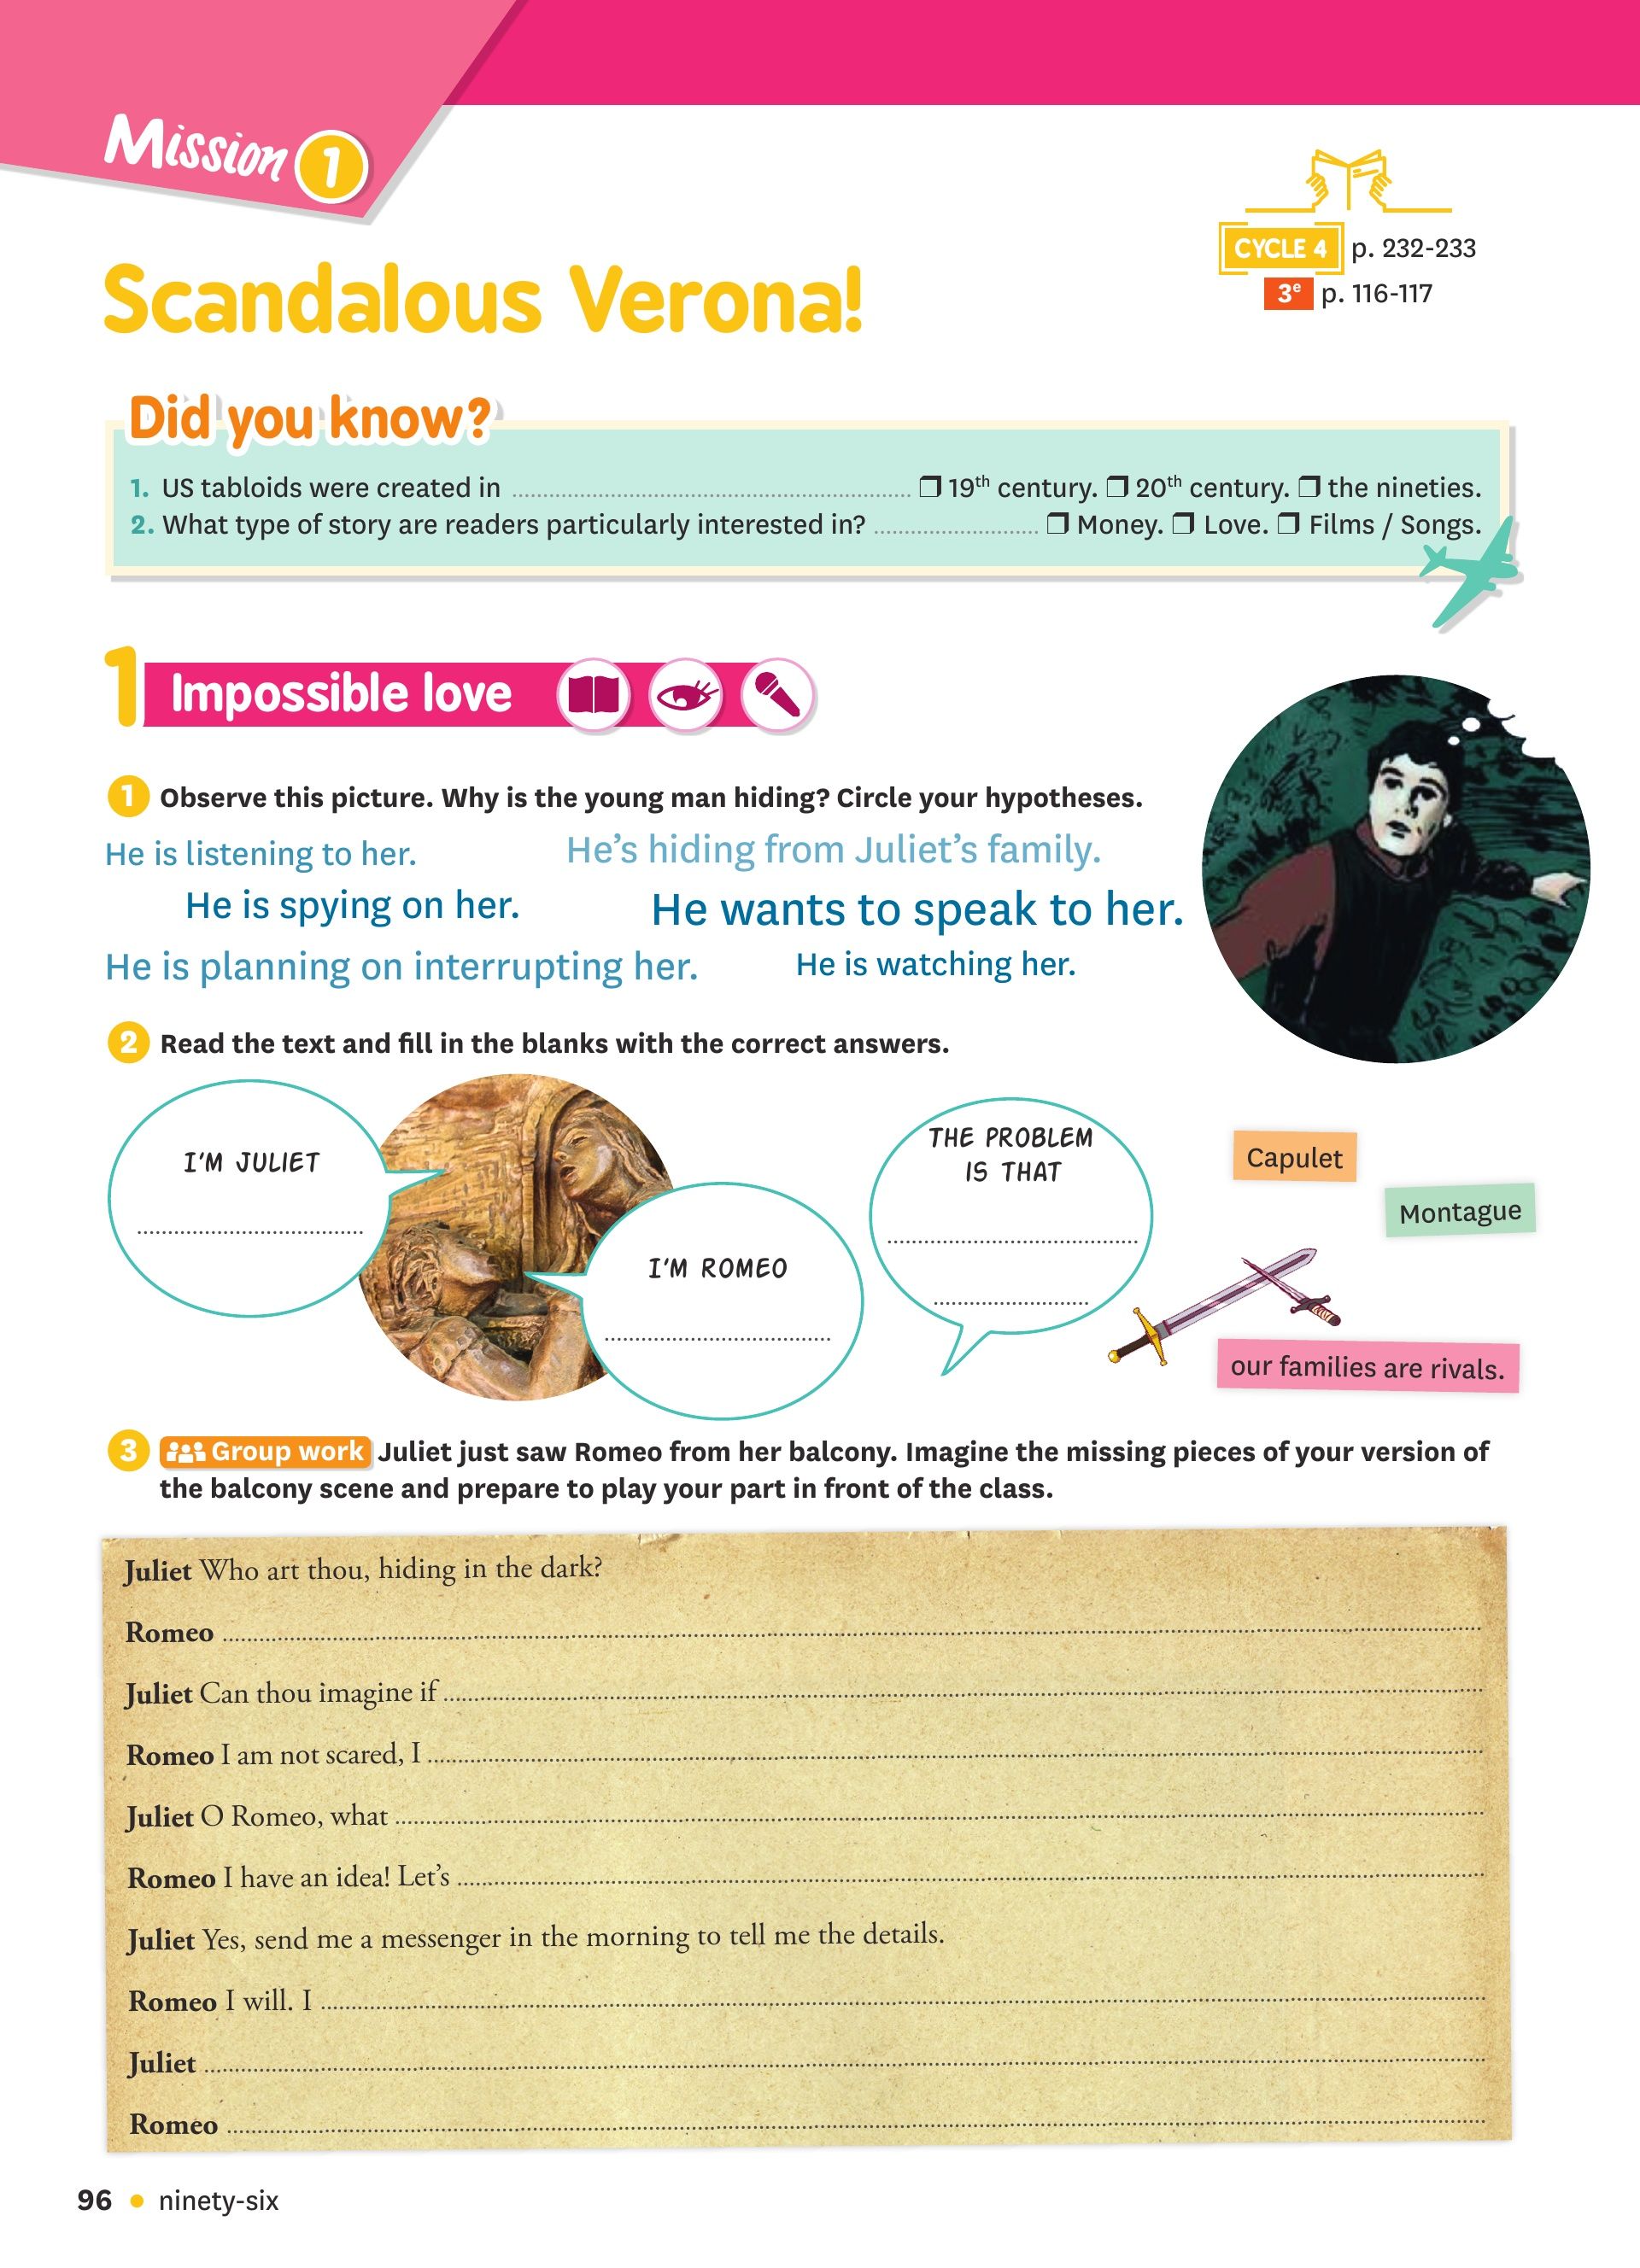 Mission 1
CYCLE 4 p. 232-233
3e p. 116-117
Scandalous Verona!
Did you know?
1. US tabloids were created in ........ ❒ 19th century. ❒ 20th century. ❒ the nineties.
2. What type of story are readers particularly interested in? ........ ❒ Money. ❒ Love. ❒ Films / Songs.
1 Impossible love
1 Observe this picture. Why is the young man hiding? Circle your hypotheses.
He is listening to her.
He's hiding from Juliet's family.
He is spying on her.
He wants to speak to her.
He is planning on interrupting her.
He is watching her.
2 Read the text and fill in the blanks with the correct answers.
I'M JULIET
........
I'M ROMEO
........
THE PROBLEM
IS THAT
........
........
Capulet
Montague
our families are rivals.
3 Group work Juliet just saw Romeo from her balcony. Imagine the missing pieces of your version of
the balcony scene and prepare to play your part in front of the class.
Juliet Who art thou, hiding in the dark?
Romeo ........
Juliet Can thou imagine if ........
Romeo I am not scared, I ........
Juliet O Romeo, what ........
Romeo I have an idea! Let's ........
Juliet Yes, send me a messenger in the morning to tell me the details.
Romeo I will. I ........
Juliet ........
Romeo ........
96 • ninety-six